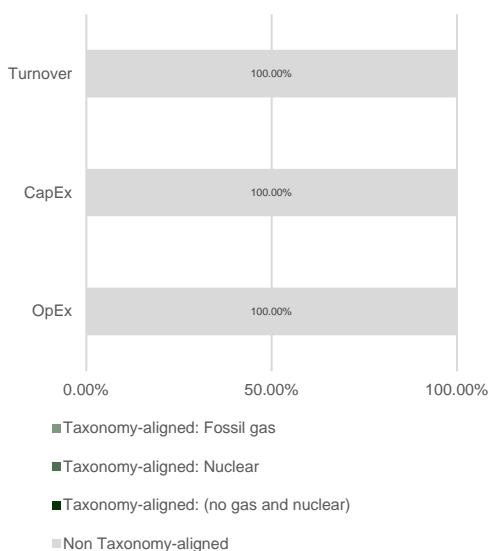 Turnover
100.00%
CapEx
100.00%
OpEx
100.00%
0.00% 50.00% 100.00%
Taxonomy-aligned: Fossil gas
Taxonomy-aligned: Nuclear
Taxonomy-aligned: (no gas and nuclear)
Non Taxonomy-aligned